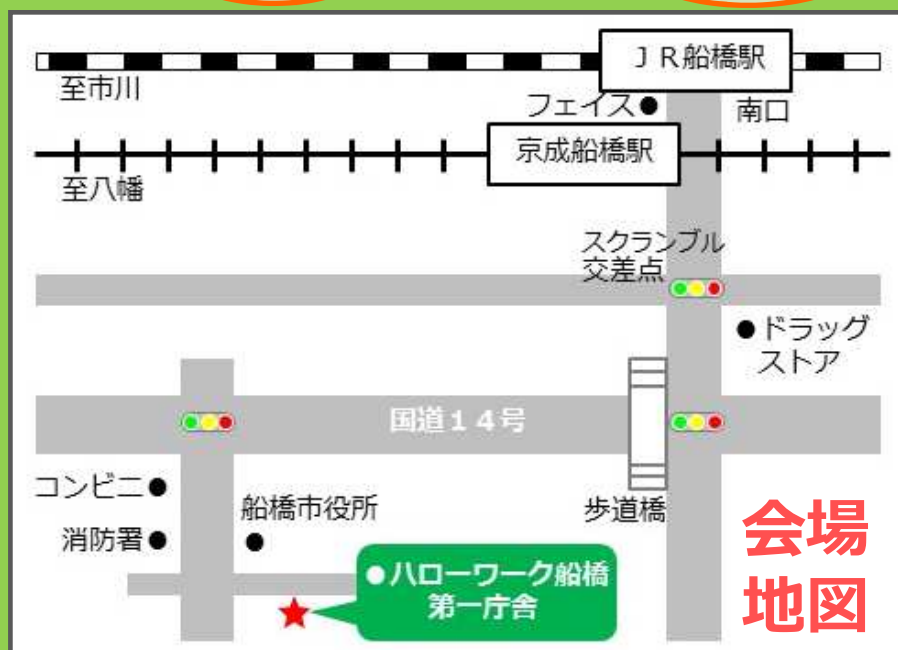 ＪＲ船橋駅
至市川
フェイス●
南口
京成船橋駅
至八幡
スクランブル
交差点
●ドラッグ
ストア
国道１４号
コンビニ●
船橋市役所
歩道橋
消防署●
●ハローワーク船橋
第一庁舎
会場
地図